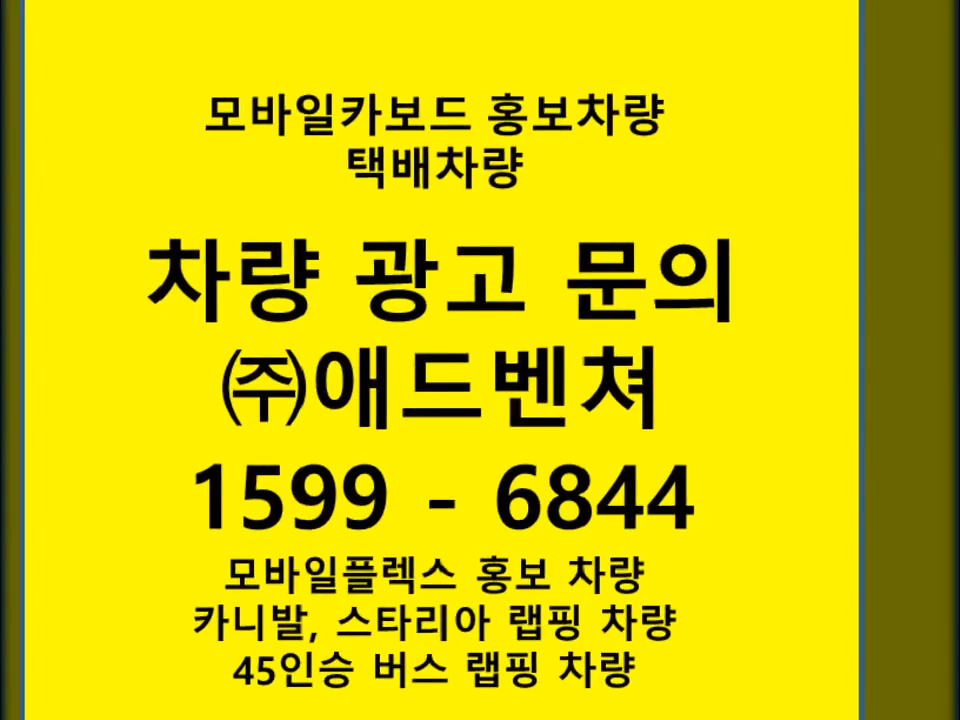 모바일카보드 홍보차량
택배차량
차량 광고 문의
㈜애드벤쳐
1599 - 6844
모바일플렉스 홍보 차량
카니발, 스타리아 랩핑 차량
45인승 버스 랩핑 차량